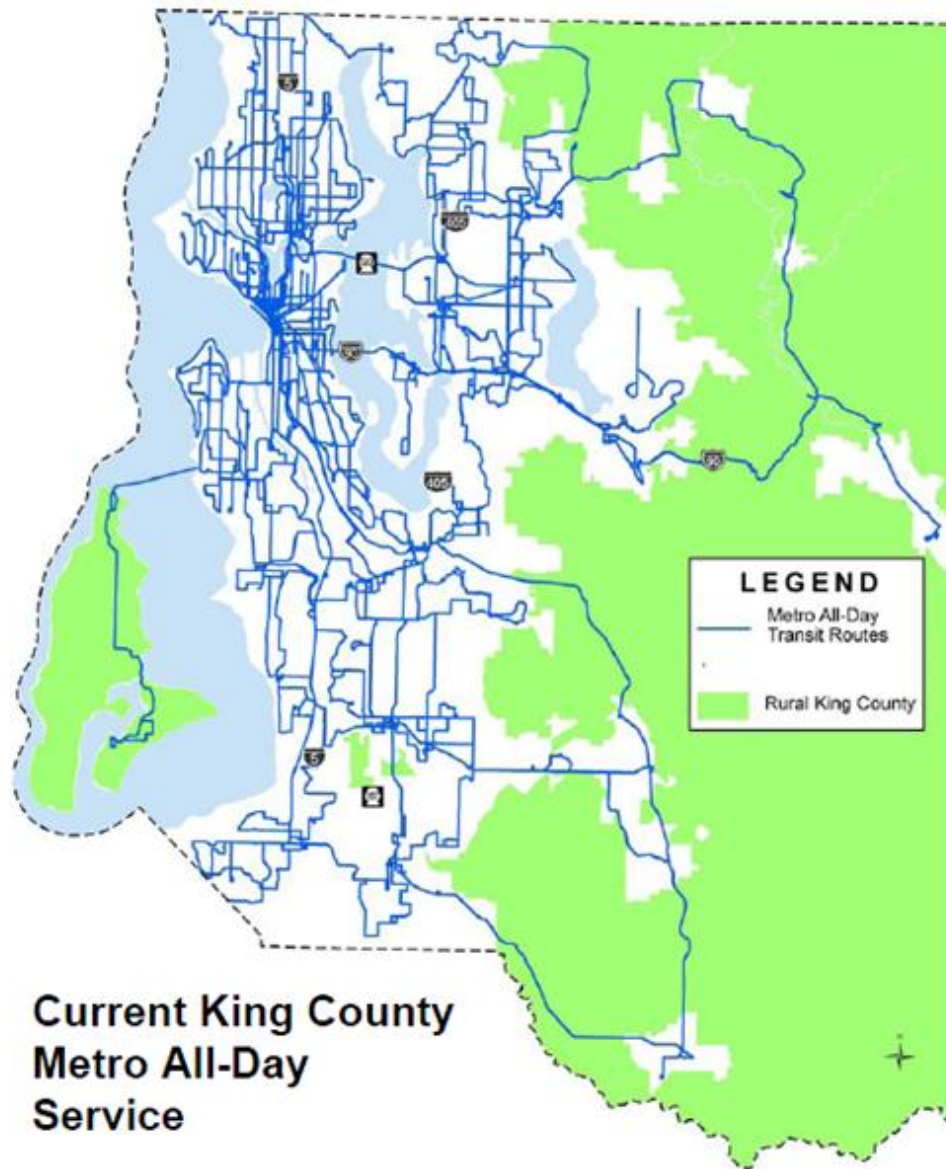 5
405
90
405
90
LEGEND
Metro All-Day
Transit Routes
Rural King County
5
Current King County
Metro All-Day
Service